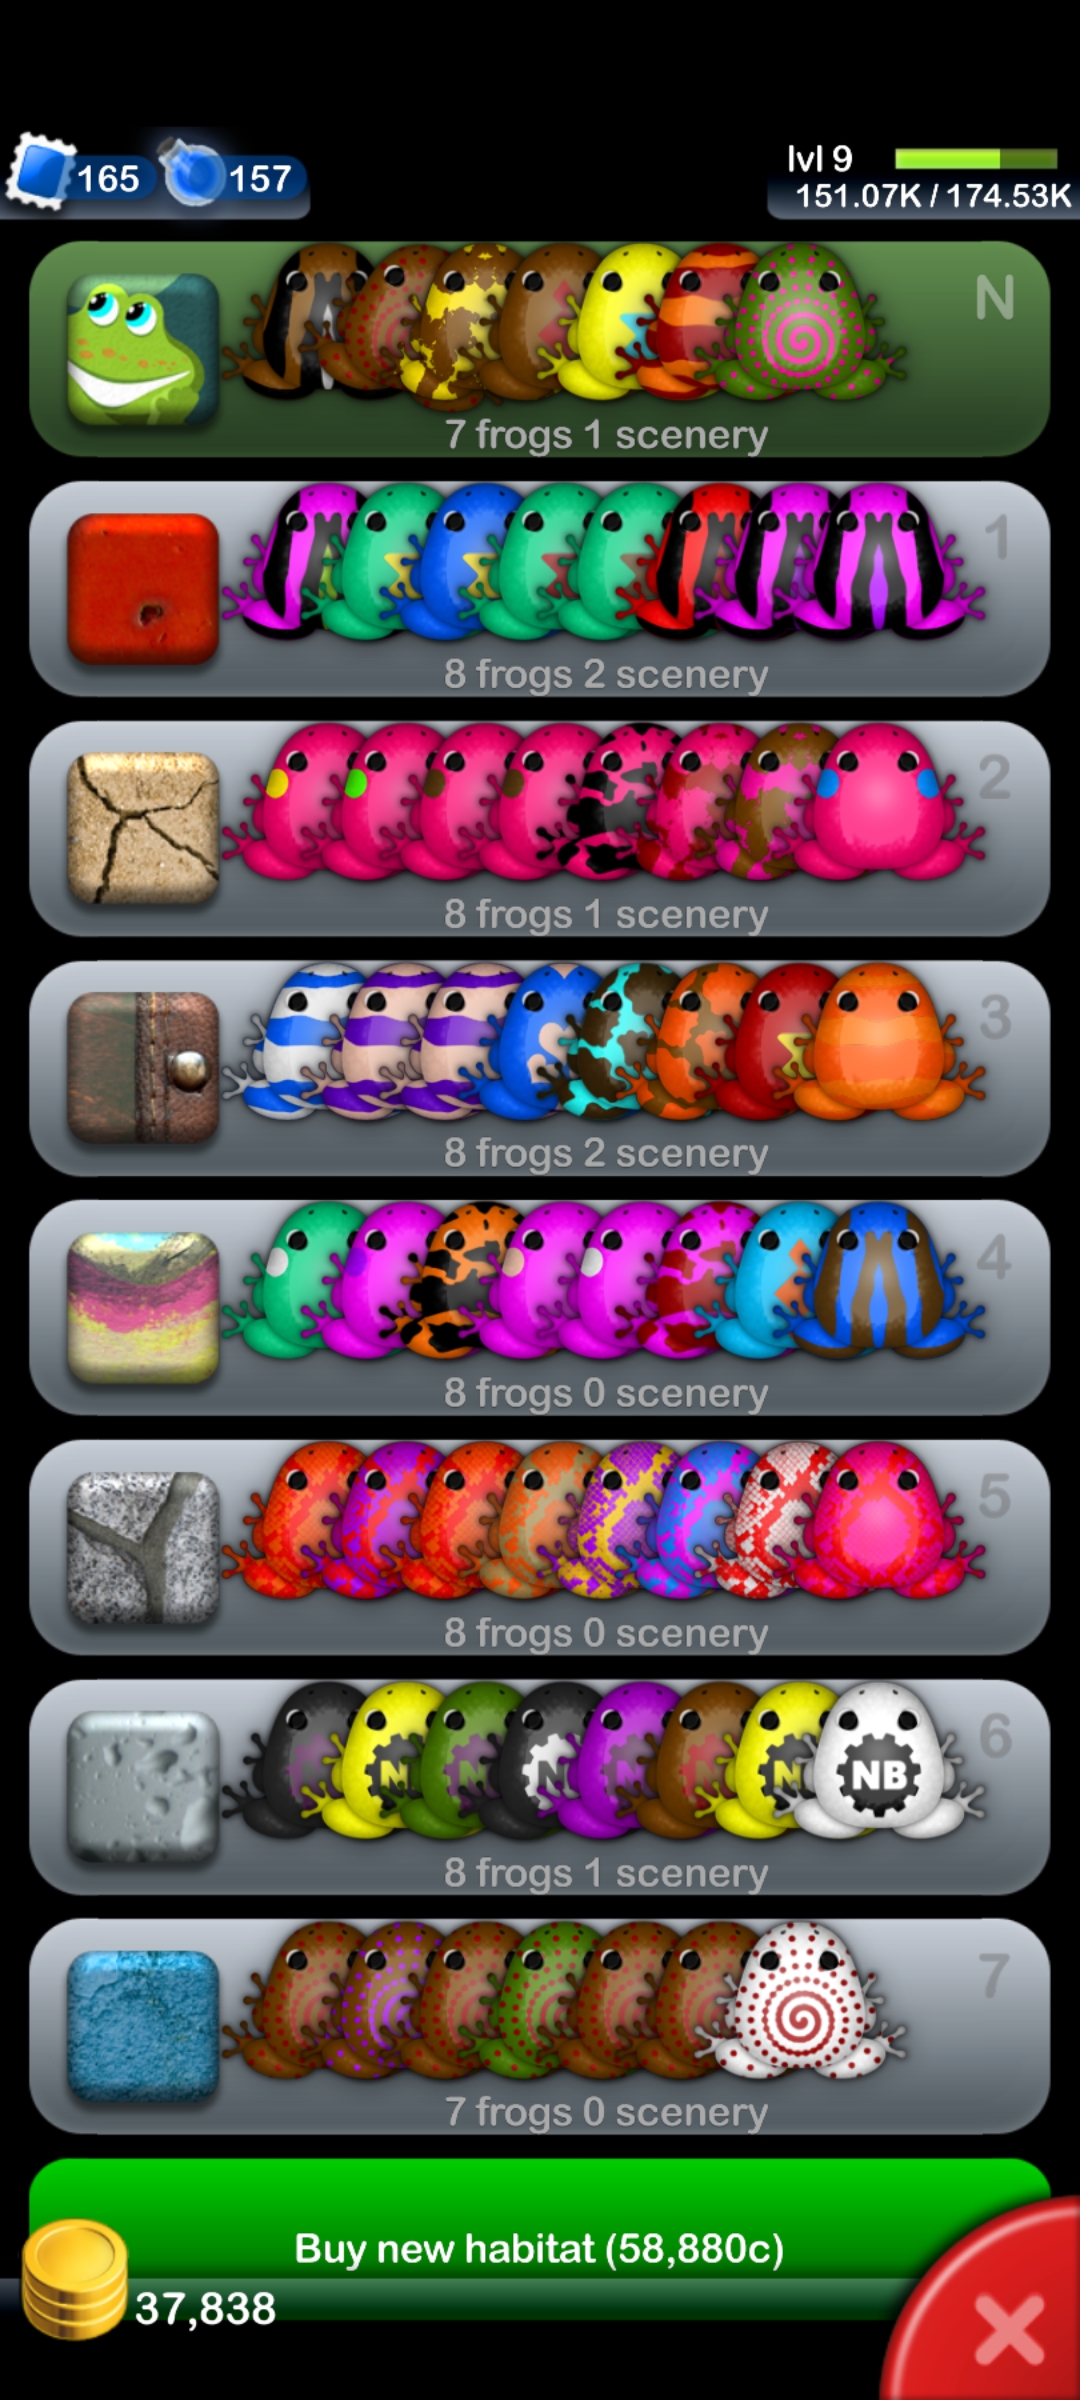 165
157
lvl 9
151.07K / 174.53K
N
7 frogs 1 scenery
1
8 frogs 2 scenery
2
8 frogs 1 scenery
3
8 frogs 2 scenery
4
8 frogs 0 scenery
5
8 frogs 0 scenery
6
NB
8 frogs 1 scenery
7
7 frogs 0 scenery
Buy new habitat (58,880c)
37,838